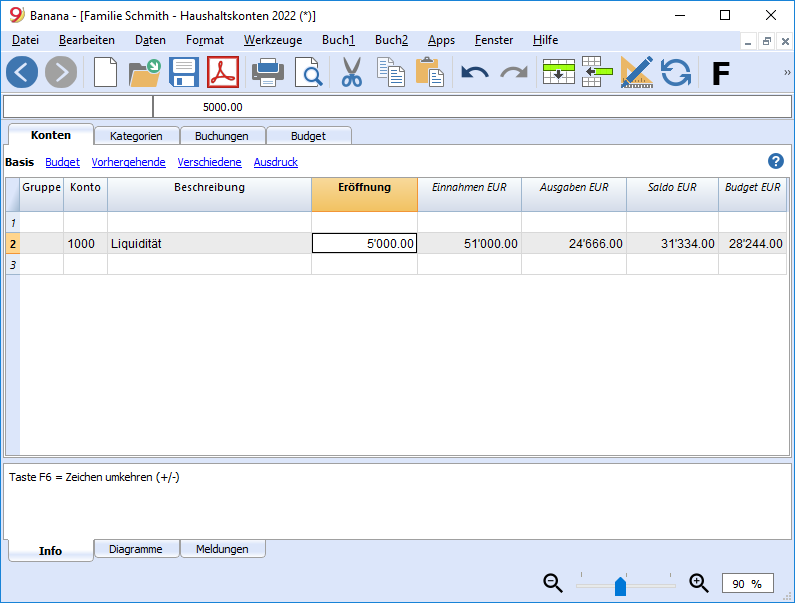 Banana - [Familie Schmith - Haushaltskonten 2022 (*)]
Datei Bearbeiten Daten Format Werkzeuge Buch1 Buch2 Apps Fenster Hilfe
F »
5000.00
Konten Kategorien Buchungen Budget
Basis Budget Vorhergehende Verschiedene Ausdruck ?
Gruppe Konto Beschreibung Eröffnung Einnahmen EUR Ausgaben EUR Saldo EUR Budget EUR
1
2 1000 Liquidität 5'000.00 51'000.00 24'666.00 31'334.00 28'244.00
3
Taste F6 = Zeichen umkehren (+/-)
Info Diagramme Meldungen
90 %